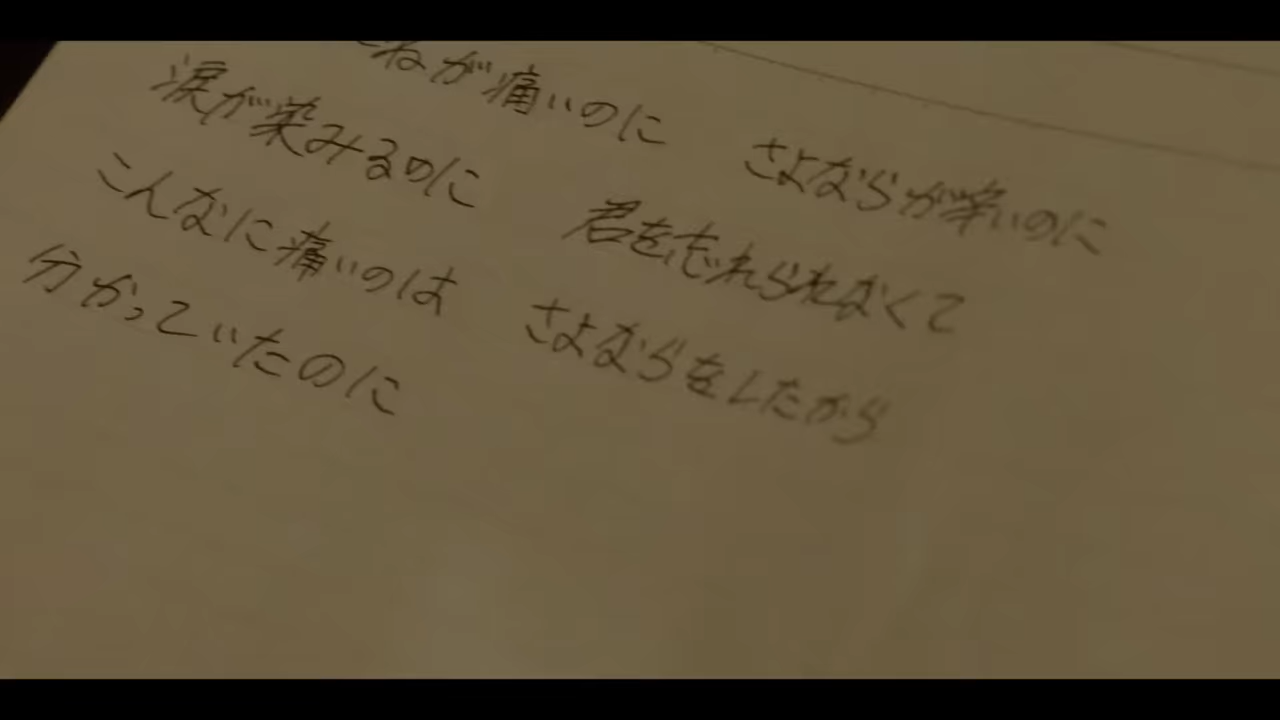 ねが痛いのに さよならが辛いのに
涙が染みるのに 君を忘れられなくて
こんなに痛いのは さよならをしたから
分かっていたのに